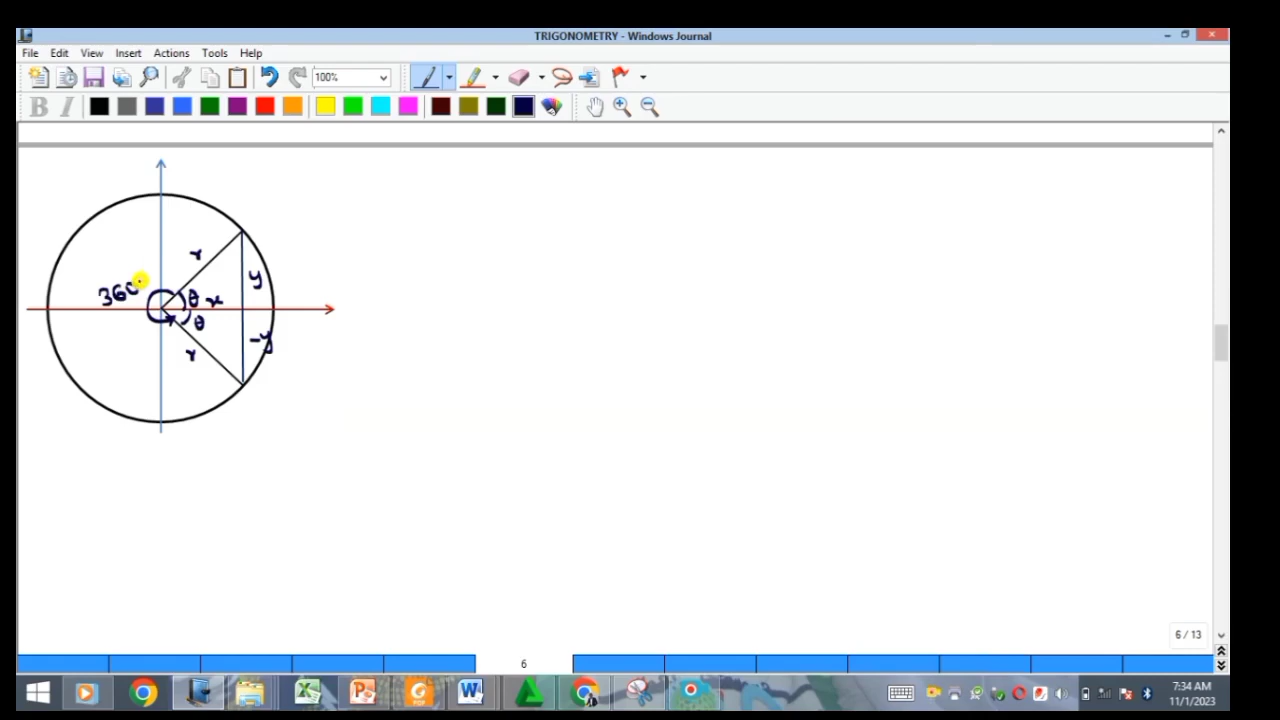 TRIGONOMETRY - Windows Journal
File Edit View Insert Actions Tools Help
100%
B I
r
y
360
θ x
θ
-y
r
6 / 13
6
7:34 AM
11/1/2023